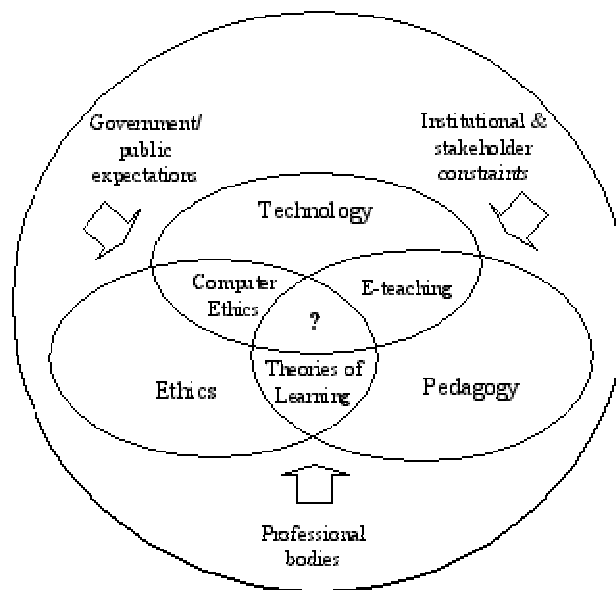 Government/
public
expectations
Institutional &
stakeholder
constraints
Technology
Computer
Ethics
E-teaching
?
Ethics
Theories of
Learning
Pedagogy
Professional
bodies